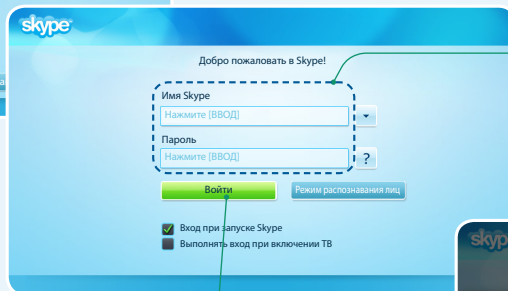 skype
Добро пожаловать в Skype!
Имя Skype
Нажмите [ВВОД]
Пароль
Нажмите [ВВОД]
?
Войти
Режим распознавания лиц
Вход при запуске Skype
Выполнять вход при включении ТВ